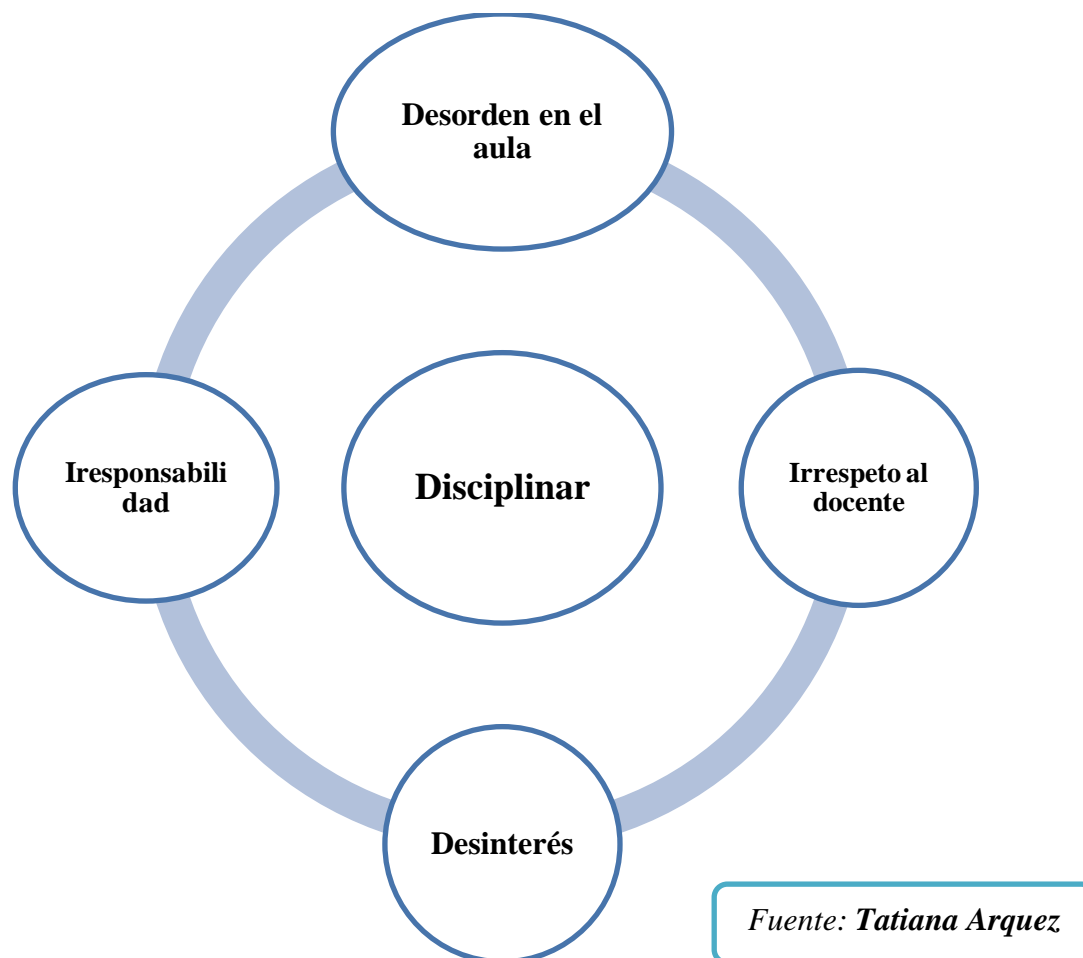 Desorden en el
aula
Iresponsabili
dad
Disciplinar
Irrespeto al
docente
Desinterés
Fuente: Tatiana Arquez